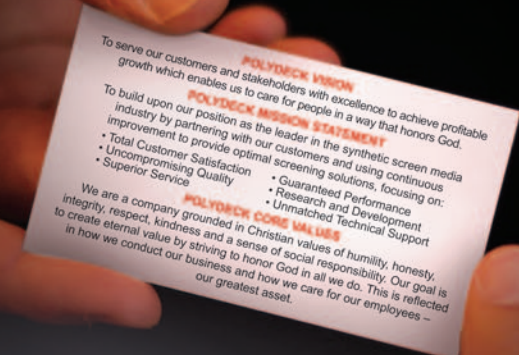 POLYDECK VISION
To serve our customers and stakeholders with excellence to achieve profitable
growth which enables us to care for people in a way that honors God.
POLYDECK MISSION STATEMENT
To build upon our position as the leader in the synthetic screen media
industry by partnering with our customers and using continuous
improvement to provide optimal screening solutions, focusing on:
• Total Customer Satisfaction
• Uncompromising Quality
• Superior Service
• Guaranteed Performance
• Research and Development
• Unmatched Technical Support
POLYDECK CORE VALUES
We are a company grounded in Christian values of humility, honesty,
integrity, respect, kindness and a sense of social responsibility. Our goal is
to create eternal value by striving to honor God in all we do. This is reflected
in how we conduct our business and how we care for our employees –
our greatest asset.